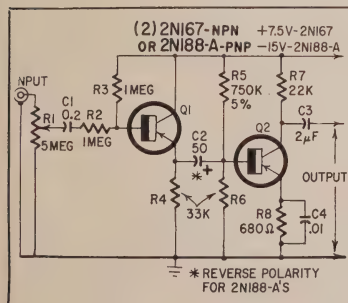 (2) 2N167-NPN +7.5V-2N167
OR 2N188-A-PNP -15V-2N188-A
INPUT
R1
5MEG
C1
0.2
R2
1MEG
R3
1MEG
Q1
C2
50
*
+
R4
33K
R5
750K
5%
R6
Q2
R7
22K
C3
2µF
OUTPUT
R8
680Ω
C4
.01
* REVERSE POLARITY
FOR 2N188-A'S